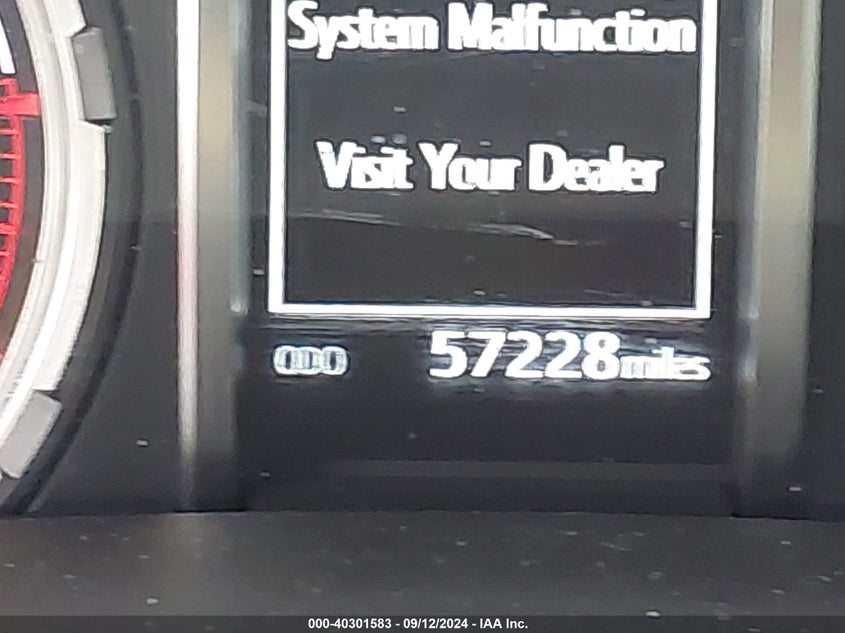 System Malfunction
Visit Your Dealer
ODO 57228miles
000-40301583 - 09/12/2024 - IAA Inc.